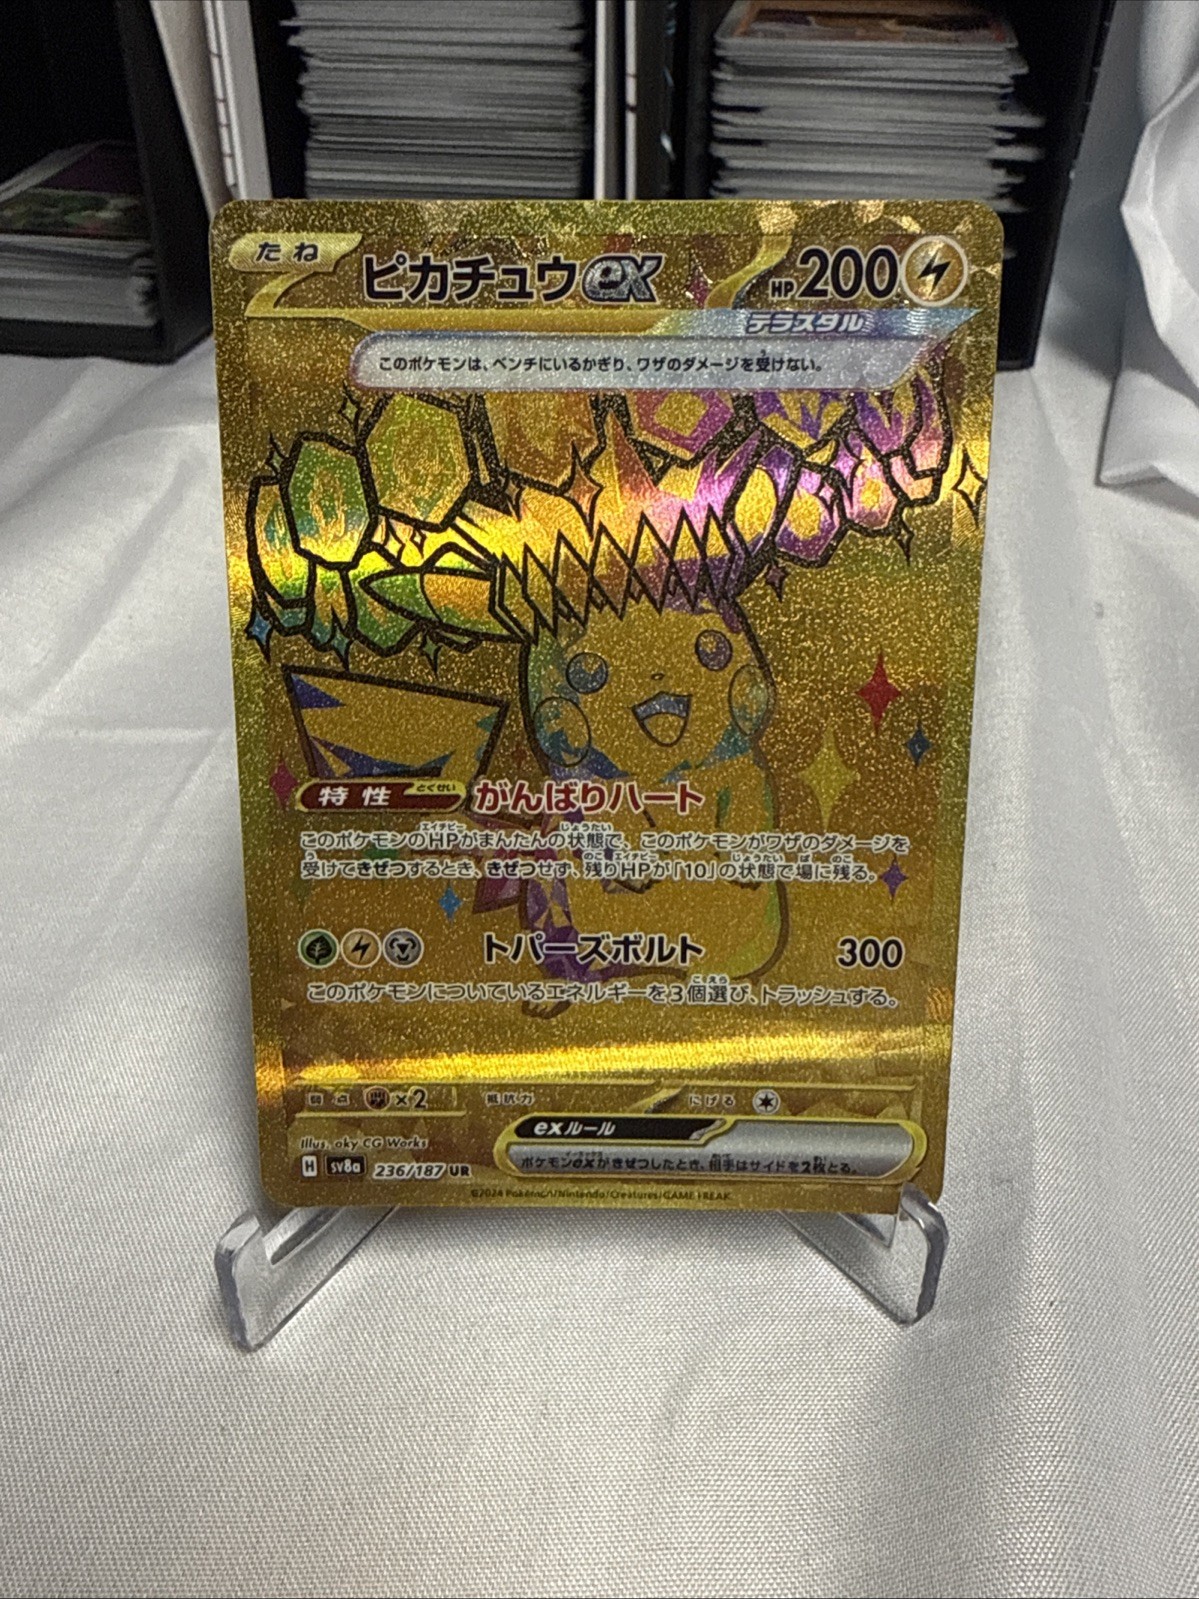 たね
ピカチュウex HP200
テラスタル
このポケモンは、ベンチにいるかぎり、ワザのダメージを受けない。
特性 とくせい がんばりハート
このポケモンのHPがまんたんの状態で、このポケモンがワザのダメージを
受けてきぜつするとき、きぜつせず、残りHPが「10」の状態で場に残る。
トパーズボルト 300
このポケモンについているエネルギーを3個選び、トラッシュする。
弱点 ×2 抵抗力 にげる
exルール
ポケモンexがきぜつしたとき、相手はサイドを2枚とる。
Illus. aky CG Works
H sv8a 236/187 UR
©2024 Pokémon/Nintendo/Creatures/GAME FREAK